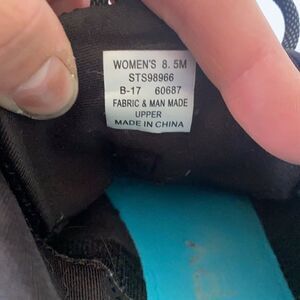 WOMEN'S 8.5M
STS98966
B-17 60687
FABRIC & MAN MADE
UPPER
MADE IN CHINA